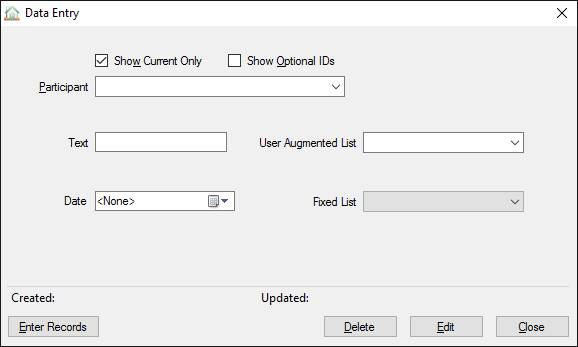 Data Entry
Show Current Only Show Optional IDs
Participant
Text User Augmented List
Date <None> Fixed List
Created: Updated:
Enter Records Delete Edit Close